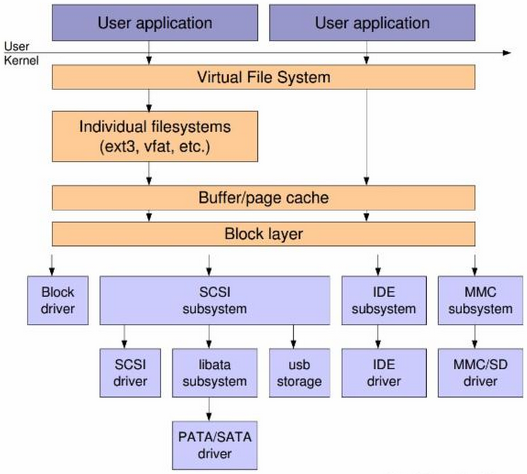 User application
User application
User
Kernel
Virtual File System
Individual filesystems
(ext3, vfat, etc.)
Buffer/page cache
Block layer
Block
driver
SCSI
subsystem
IDE
subsystem
MMC
subsystem
SCSI
driver
libata
subsystem
usb
storage
IDE
driver
MMC/SD
driver
PATA/SATA
driver